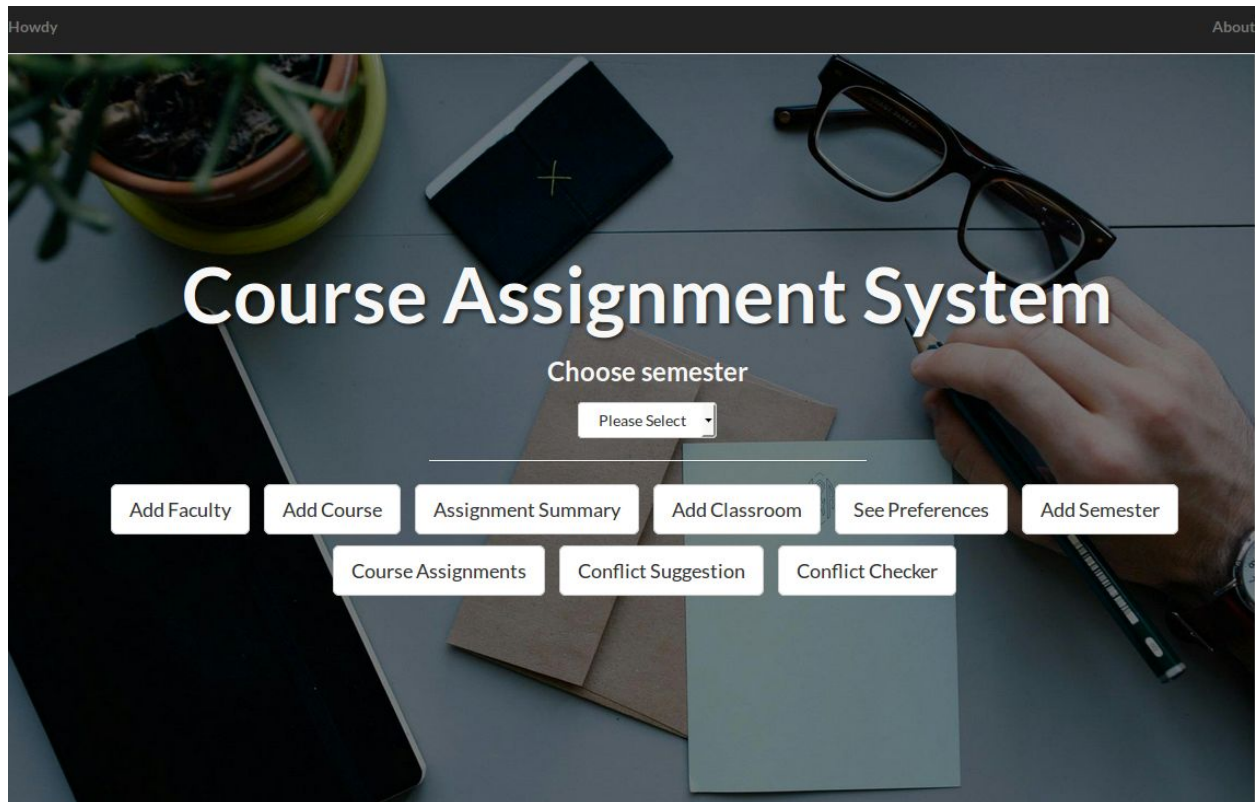 Howdy About
Course Assignment System
Choose semester
Please Select
Add Faculty Add Course Assignment Summary Add Classroom See Preferences Add Semester
Course Assignments Conflict Suggestion Conflict Checker